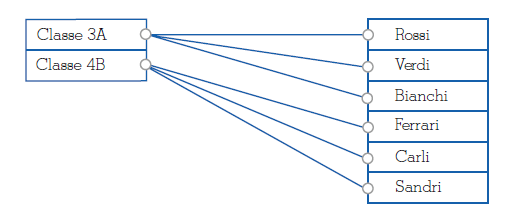 Classe 3A
Classe 4B
Rossi
Verdi
Bianchi
Ferrari
Carli
Sandri